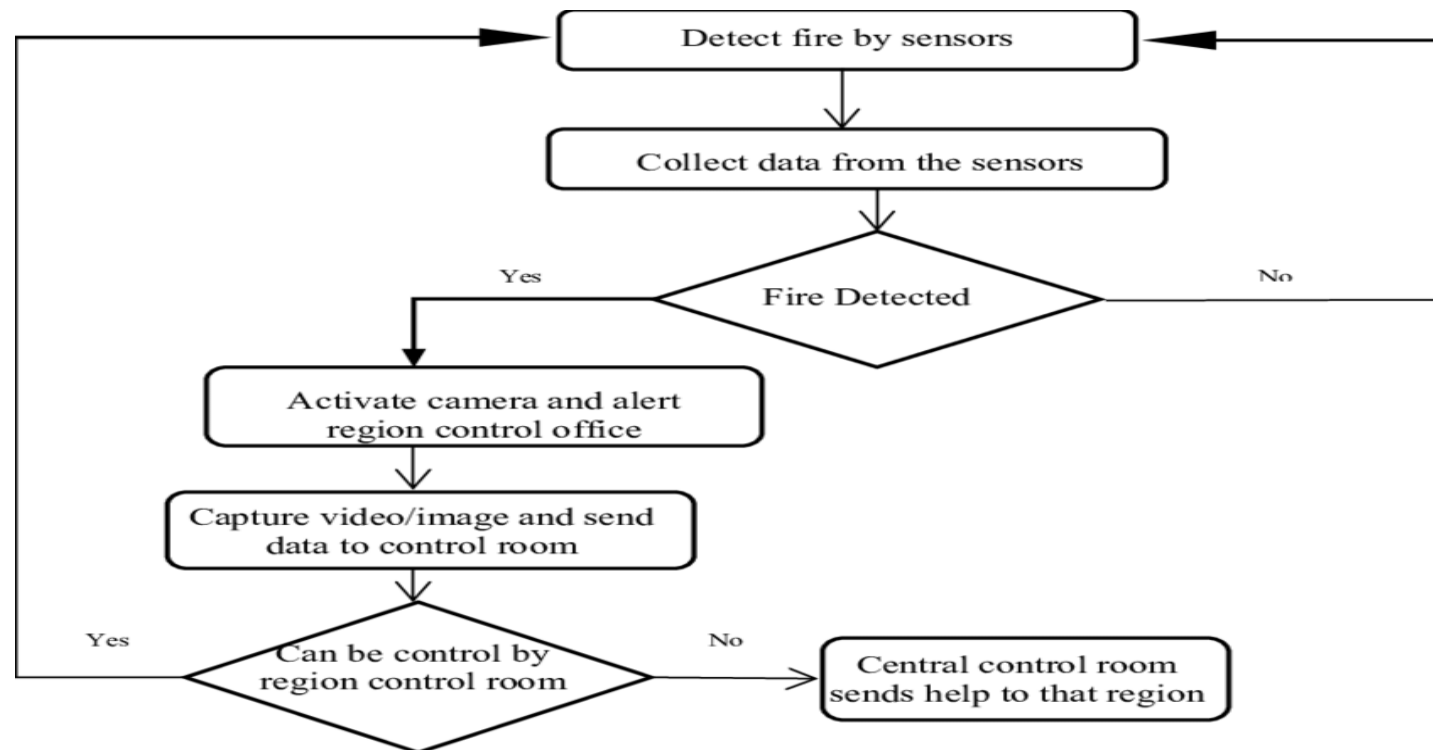 Detect fire by sensors
Collect data from the sensors
Yes
No
Fire Detected
Activate camera and alert
region control office
Capture video/image and send
data to control room
Yes
No
Can be control by
region control room
Central control room
sends help to that region